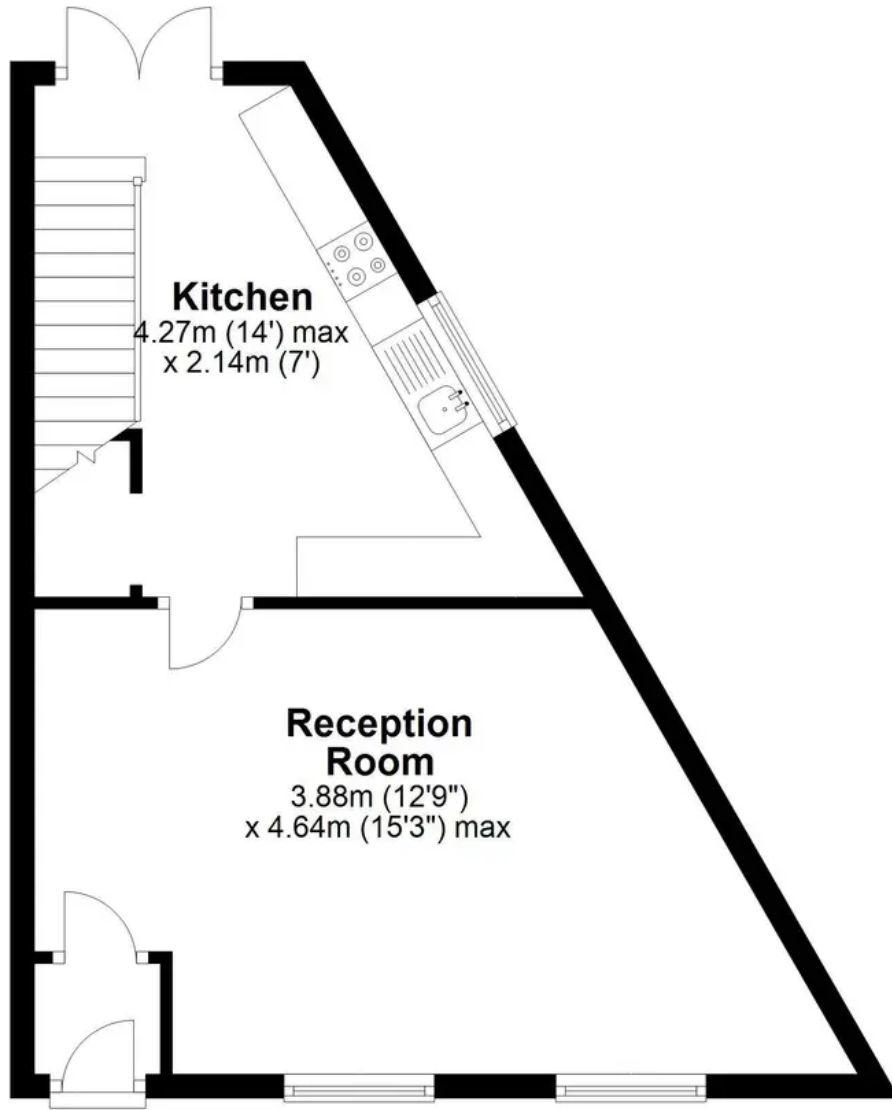 Kitchen
4.27m (14') max
x 2.14m (7')
Reception
Room
3.88m (12'9")
x 4.64m (15'3") max